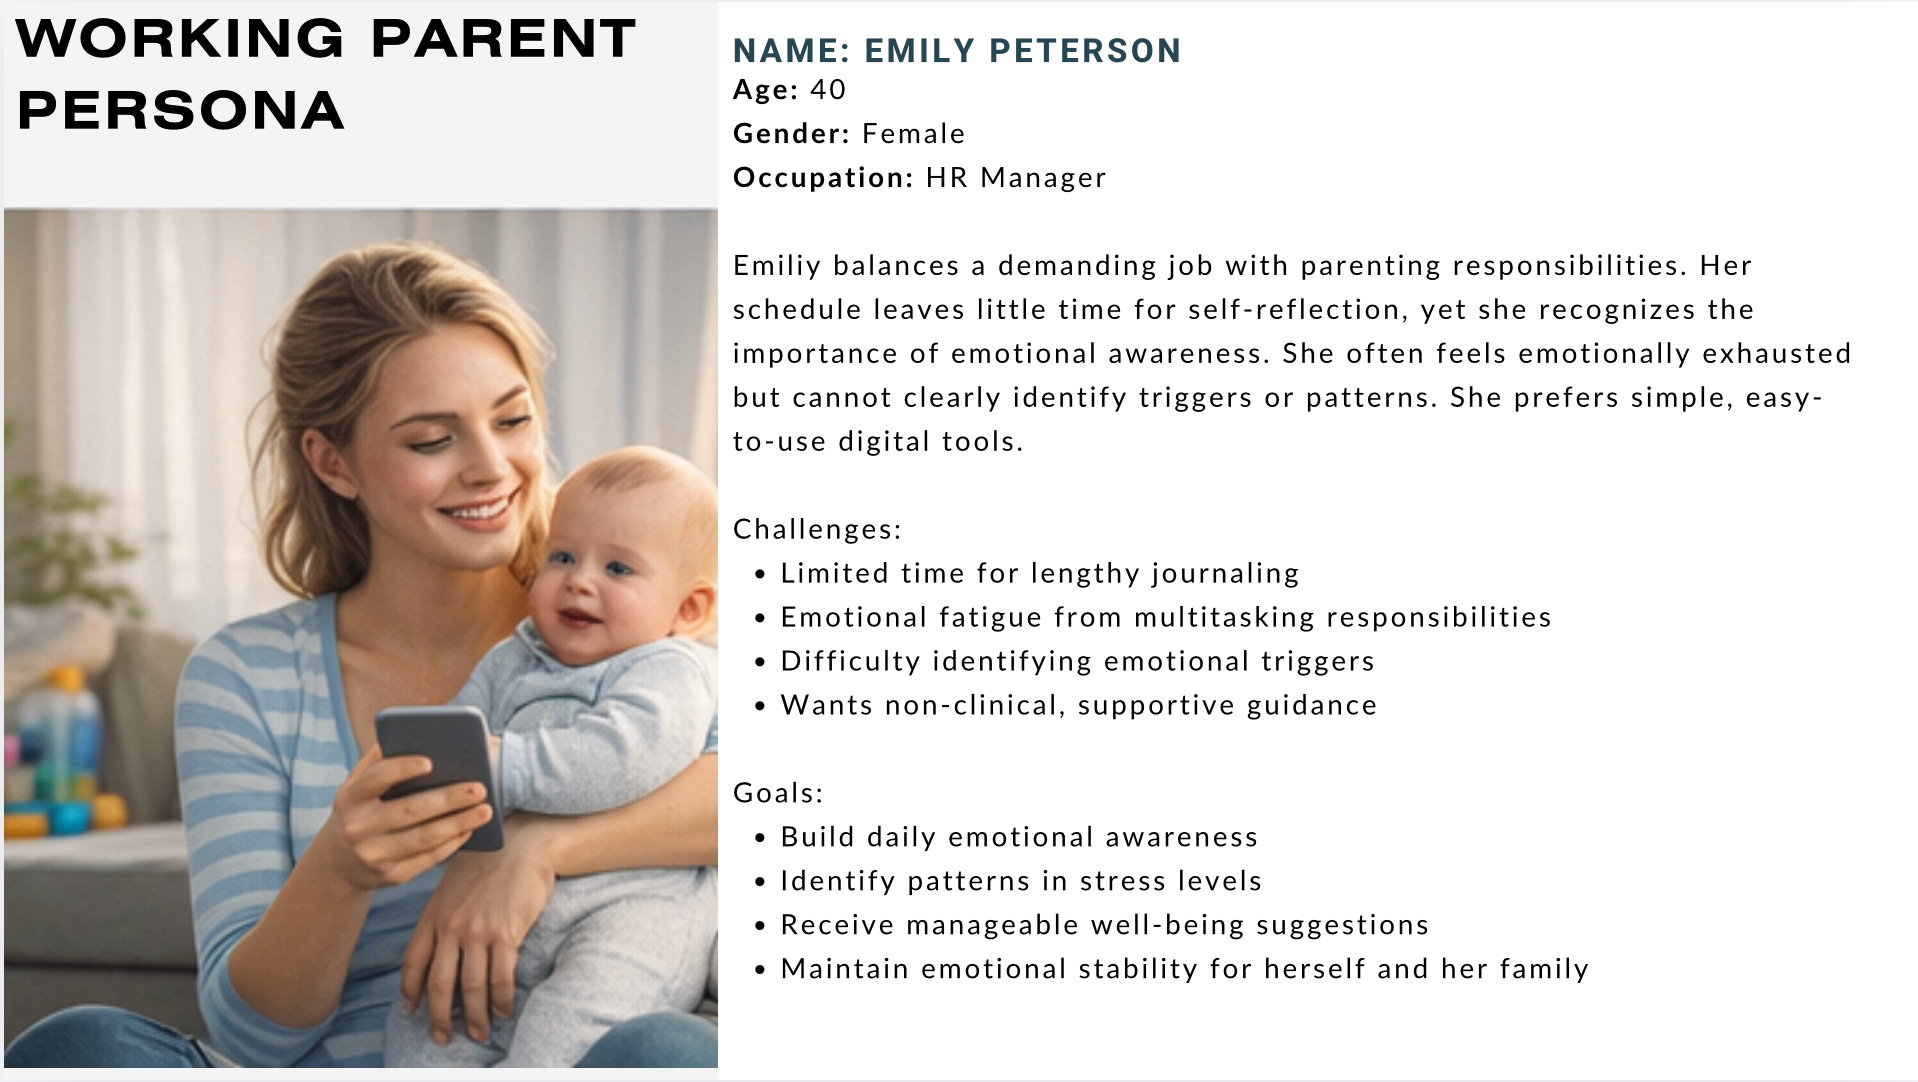 WORKING PARENT
PERSONA
NAME: EMILY PETERSON
Age: 40
Gender: Female
Occupation: HR Manager
Emiliy balances a demanding job with parenting responsibilities. Her
schedule leaves little time for self-reflection, yet she recognizes the
importance of emotional awareness. She often feels emotionally exhausted
but cannot clearly identify triggers or patterns. She prefers simple, easy-
to-use digital tools.
Challenges:
• Limited time for lengthy journaling
• Emotional fatigue from multitasking responsibilities
• Difficulty identifying emotional triggers
• Wants non-clinical, supportive guidance
Goals:
• Build daily emotional awareness
• Identify patterns in stress levels
• Receive manageable well-being suggestions
• Maintain emotional stability for herself and her family